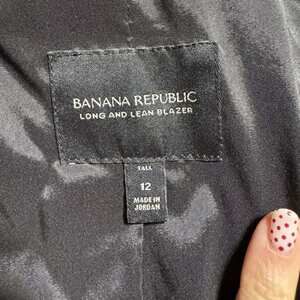 BANANA REPUBLIC
LONG AND LEAN BLAZER
TALL
12
MADE IN
JORDAN